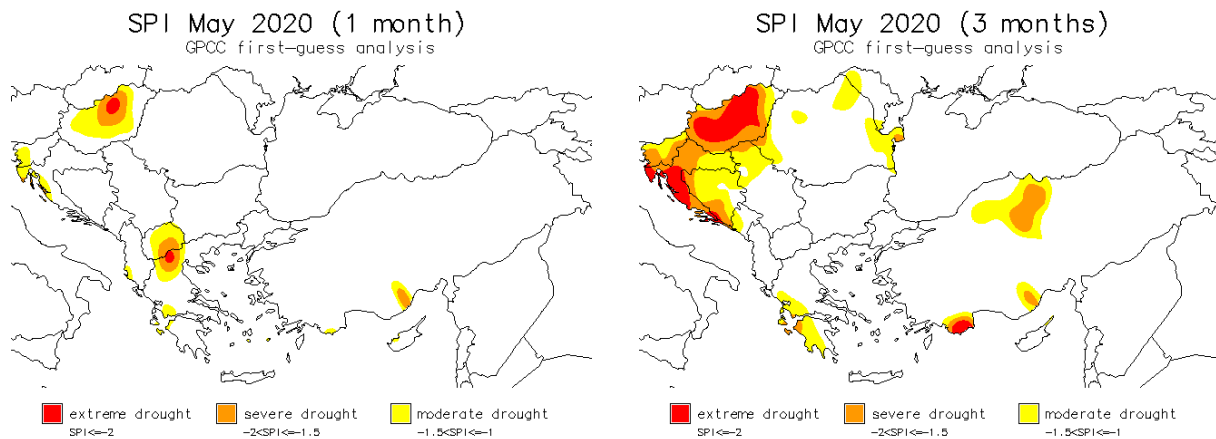 SPI May 2020 (1 month)
GPCC first-guess analysis
extreme drought
SPI<=-2
severe drought
-2<SPI<=-1.5
moderate drought
-1.5<SPI<=-1
SPI May 2020 (3 months)
GPCC first-guess analysis
extreme drought
SPI<=-2
severe drought
-2<SPI<=-1.5
moderate drought
-1.5<SPI<=-1